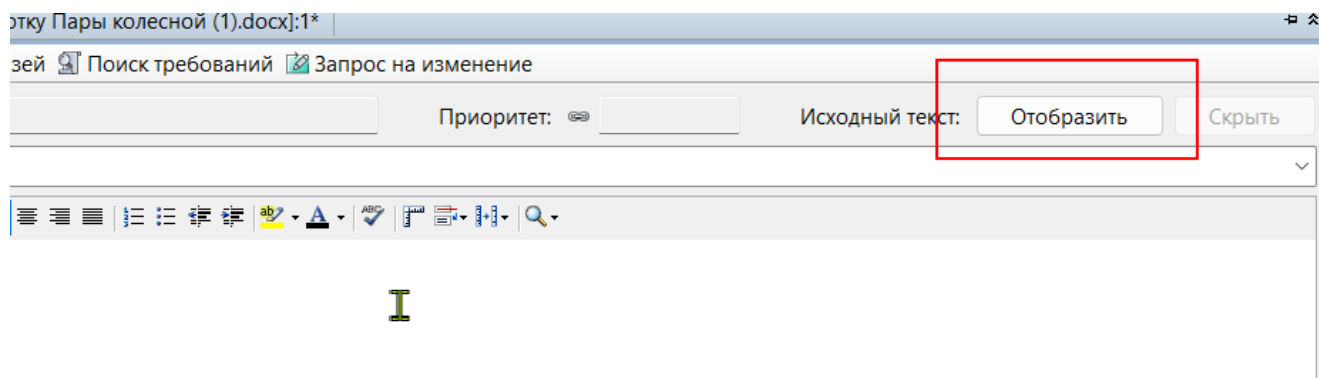 отку Пары колесной (1).docx]:1*
зей Поиск требований Запрос на изменение
Приоритет: Исходный текст: Отобразить Скрыть